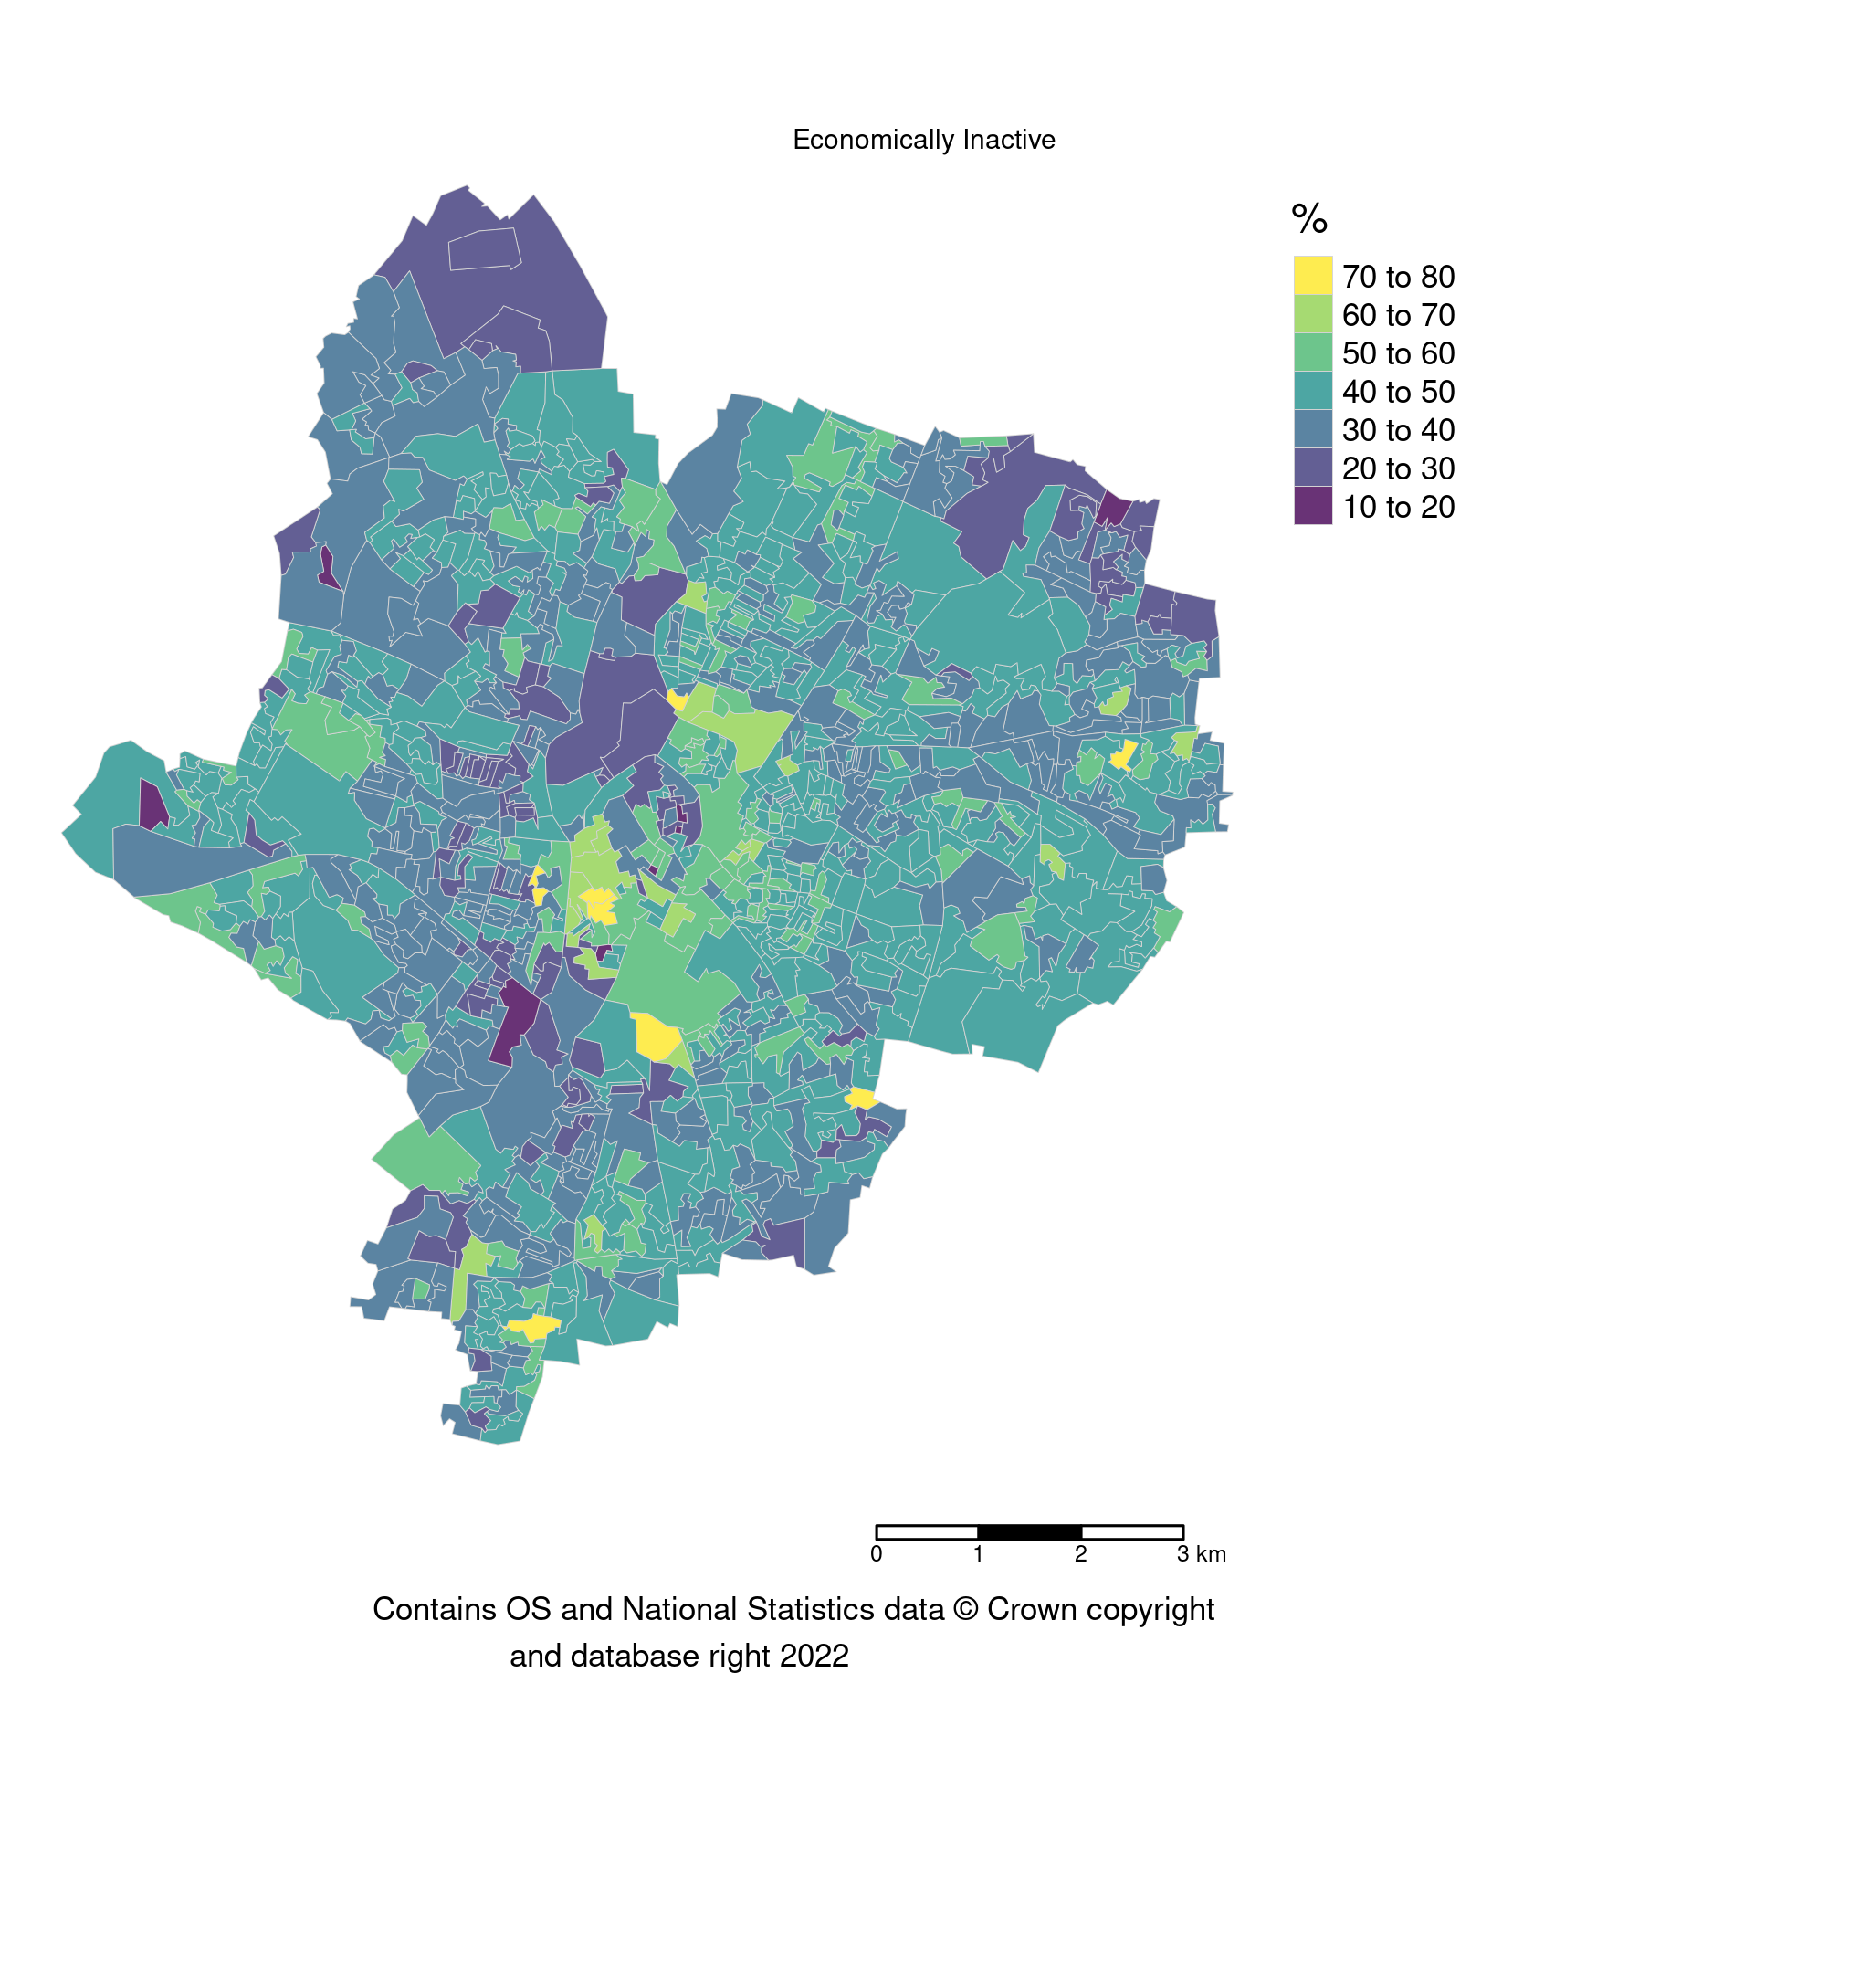 Economically Inactive
%
70 to 80
60 to 70
50 to 60
40 to 50
30 to 40
20 to 30
10 to 20
0 1 2 3 km
Contains OS and National Statistics data © Crown copyright
and database right 2022